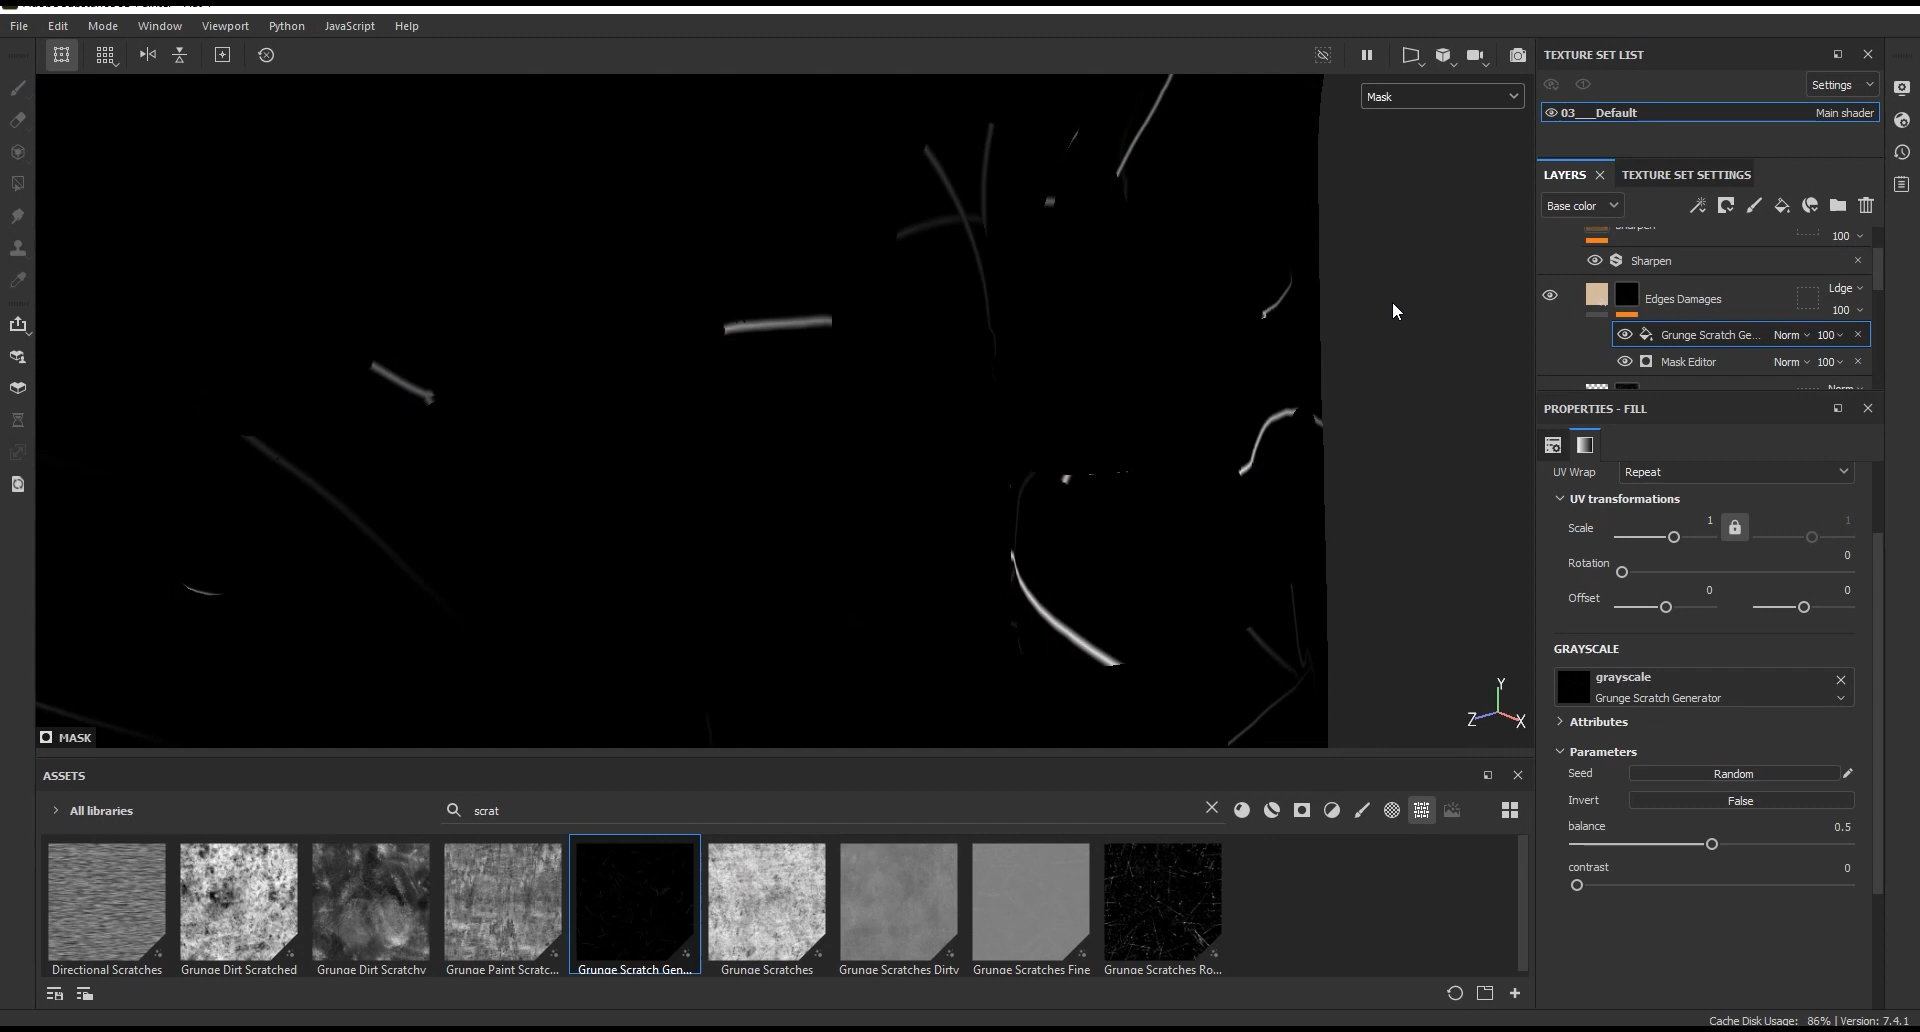 File Edit Mode Window Viewport Python JavaScript Help
TEXTURE SET LIST
Settings
03___Default Main shader
Mask
LAYERS TEXTURE SET SETTINGS
Base color
Sharpen
100
Sharpen
Ldge
Edges Damages
100
Grunge Scratch Ge... Norm 100
Mask Editor Norm 100
Norm
PROPERTIES - FILL
UV Wrap Repeat
UV transformations
Scale 1 1
Rotation 0
Offset 0 0
GRAYSCALE
grayscale
Grunge Scratch Generator
Attributes
Parameters
Seed Random
Invert False
balance 0.5
contrast 0
Y
Z X
MASK
ASSETS
All libraries
scrat
Directional Scratches
Grunge Dirt Scratched
Grunge Dirt Scratchy
Grunge Paint Scratc...
Grunge Scratch Gen...
Grunge Scratches
Grunge Scratches Dirty
Grunge Scratches Fine
Grunge Scratches Ro...
Cache Disk Usage: 86% | Version: 7.4.1